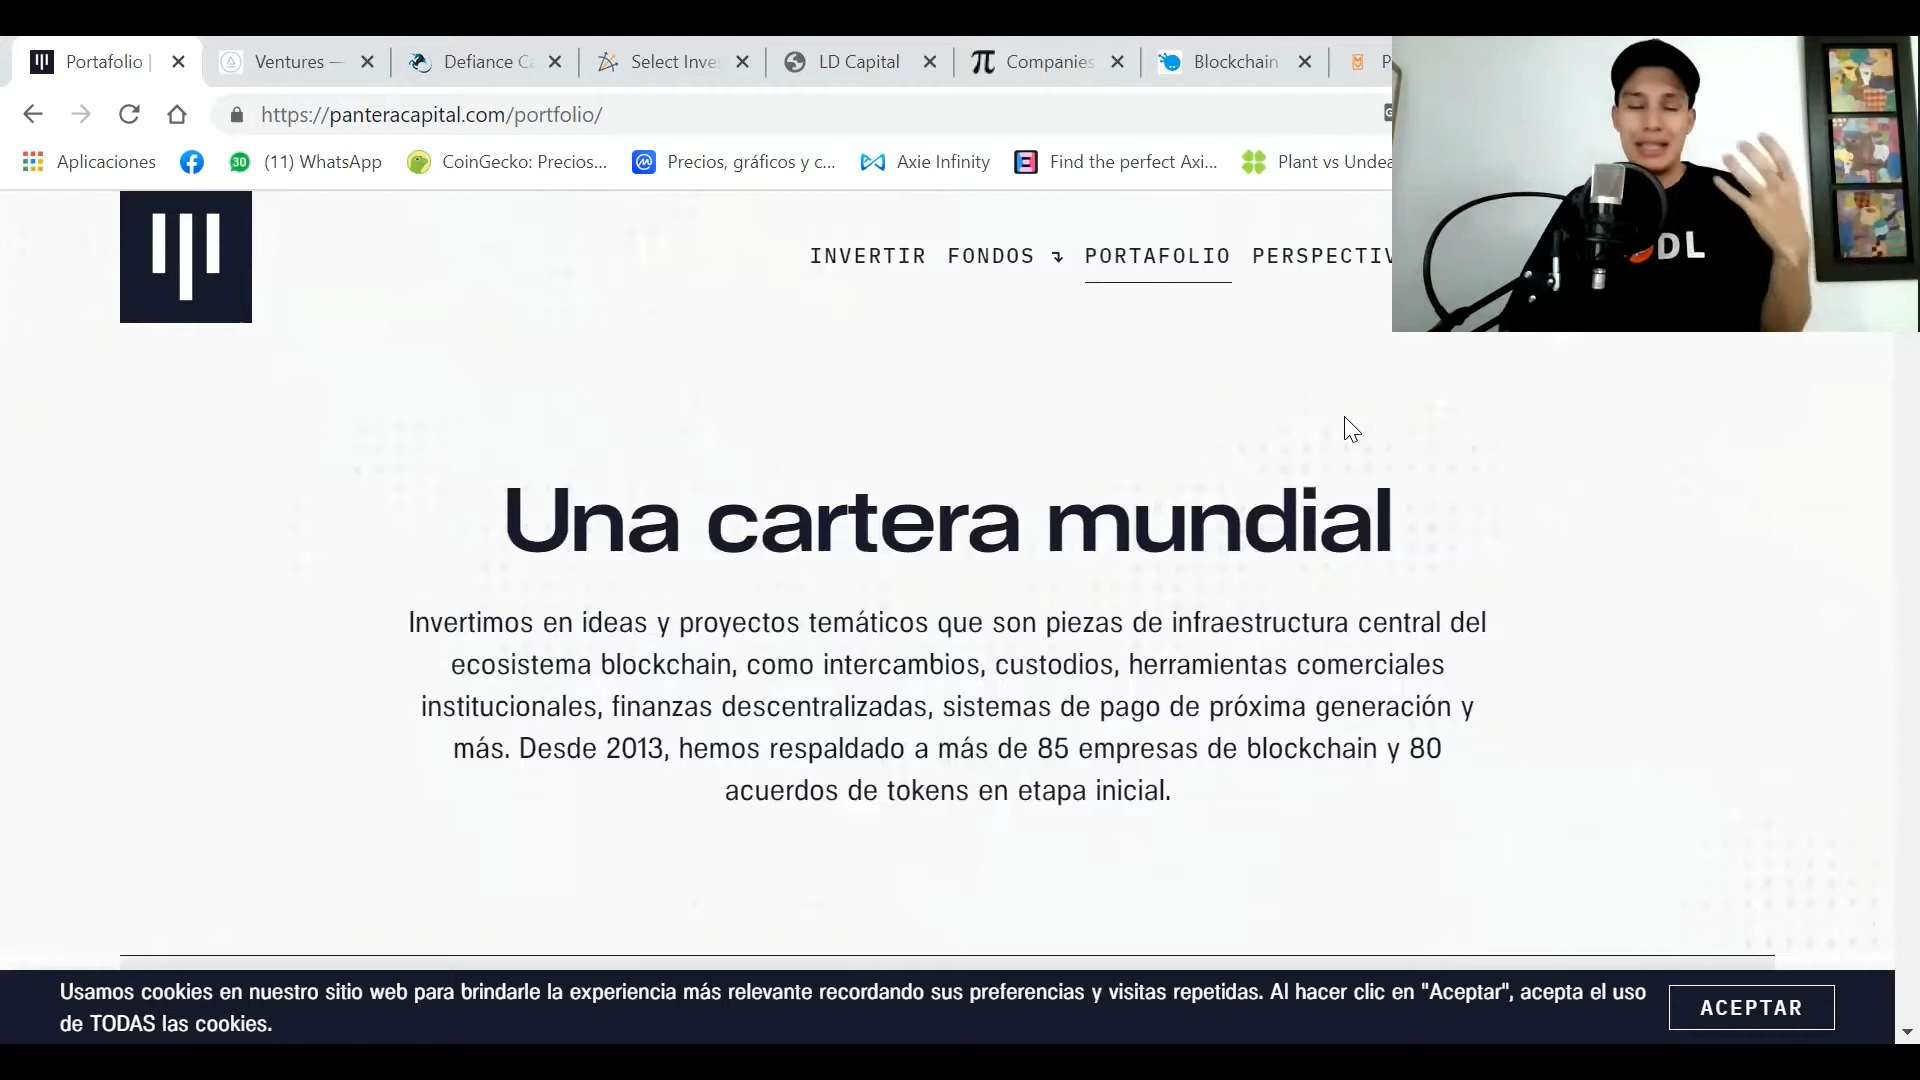 Portafolio |
Ventures —
Defiance Ca
Select Inve
LD Capital
Companies
Blockchain
P
https://panteracapital.com/portfolio/
Aplicaciones
30
(11) WhatsApp
CoinGecko: Precios...
Precios, gráficos y c...
Axie Infinity
Find the perfect Axi...
Plant vs Undea
INVERTIR FONDOS PORTAFOLIO PERSPECTIV
DL
Una cartera mundial
Invertimos en ideas y proyectos temáticos que son piezas de infraestructura central del
ecosistema blockchain, como intercambios, custodios, herramientas comerciales
institucionales, finanzas descentralizadas, sistemas de pago de próxima generación y
más. Desde 2013, hemos respaldado a más de 85 empresas de blockchain y 80
acuerdos de tokens en etapa inicial.
Usamos cookies en nuestro sitio web para brindarle la experiencia más relevante recordando sus preferencias y visitas repetidas. Al hacer clic en "Aceptar", acepta el uso
de TODAS las cookies.
ACEPTAR